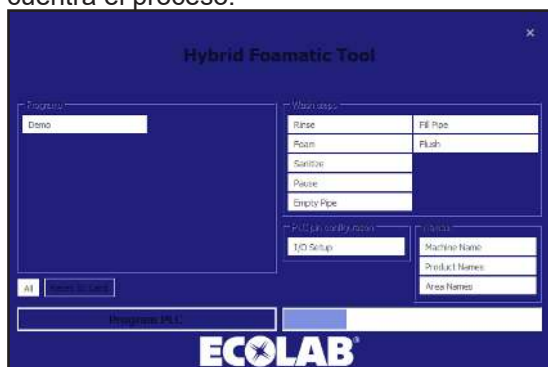 cuentra el proceso.
×
Hybrid Foamatic Tool
Programs
Demo
All
Wash steps
Rinse
Foam
Sanitize
Pause
Empty Pipe
Fill Pipe
Flush
PLC pin configuration
I/O Setup
Names
Machine Name
Product Names
Area Names
Program PLC
ECOLAB®